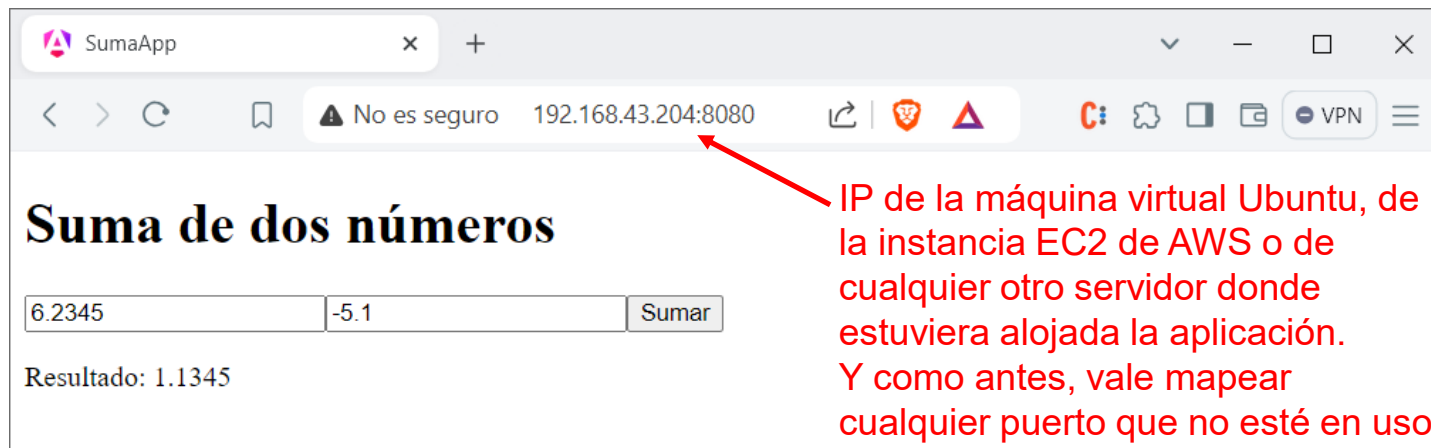 SumaApp
No es seguro 192.168.43.204:8080
VPN
Suma de dos números
6.2345
-5.1
Sumar
Resultado: 1.1345
IP de la máquina virtual Ubuntu, de
la instancia EC2 de AWS o de
cualquier otro servidor donde
estuviera alojada la aplicación.
Y como antes, vale mapear
cualquier puerto que no esté en uso